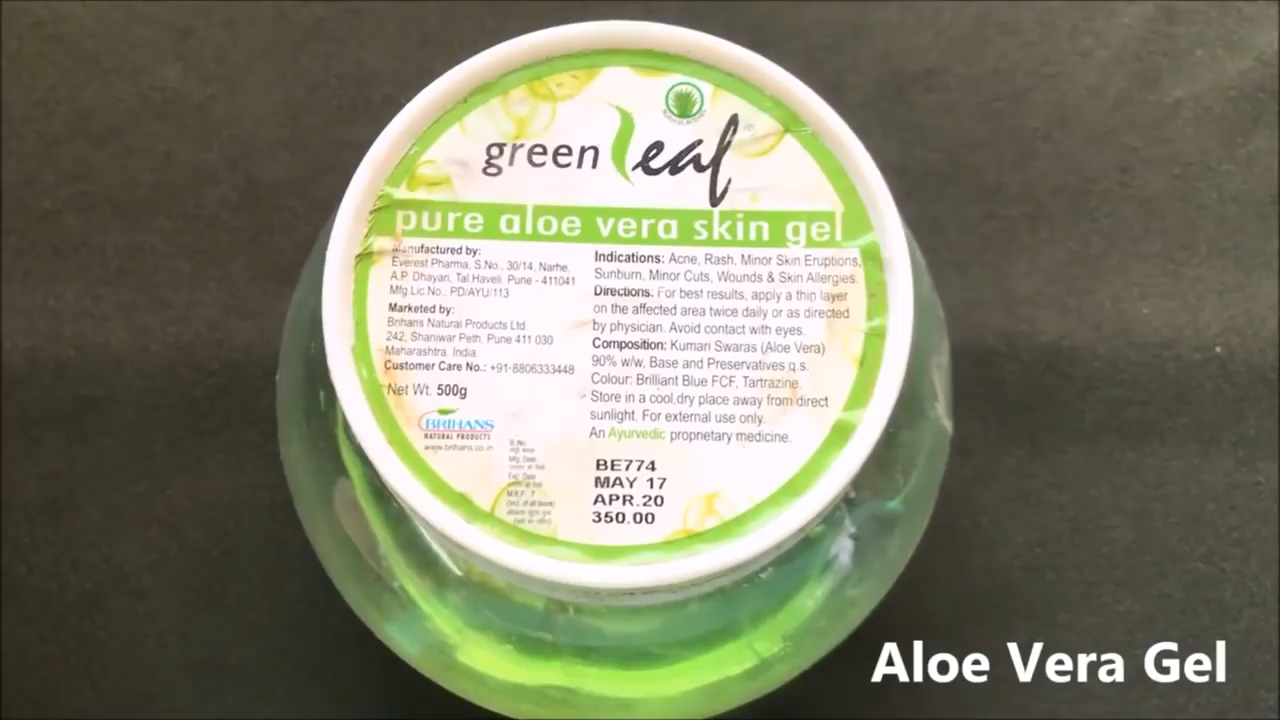 green leaf
pure aloe vera skin gel
Manufactured by:
Everest Pharma, S.No., 30/14, Narhe,
A.P. Dhayari, Tal.Haveli. Pune - 411041
Mfg.Lic.No.: PD/AYU/113
Marketed by:
Brihans Natural Products Ltd.
242, Shaniwar Peth, Pune 411 030
Maharashtra, India.
Customer Care No.: +91-8806333448
Net Wt. 500g
BRIHANS
NATURAL PRODUCTS
www.brihans.co.in
Indications: Acne, Rash, Minor Skin Eruptions,
Sunburn, Minor Cuts, Wounds & Skin Allergies.
Directions: For best results, apply a thin layer
on the affected area twice daily or as directed
by physician. Avoid contact with eyes.
Composition: Kumari Swaras (Aloe Vera)
90% w/w, Base and Preservatives q.s.
Colour: Brilliant Blue FCF, Tartrazine.
Store in a cool,dry place away from direct
sunlight. For external use only.
An Ayurvedic proprietary medicine.
B.No.
Mfg. Date
Exp. Date
M.R.P. : ₹
BE774
MAY 17
APR.20
350.00
Aloe Vera Gel